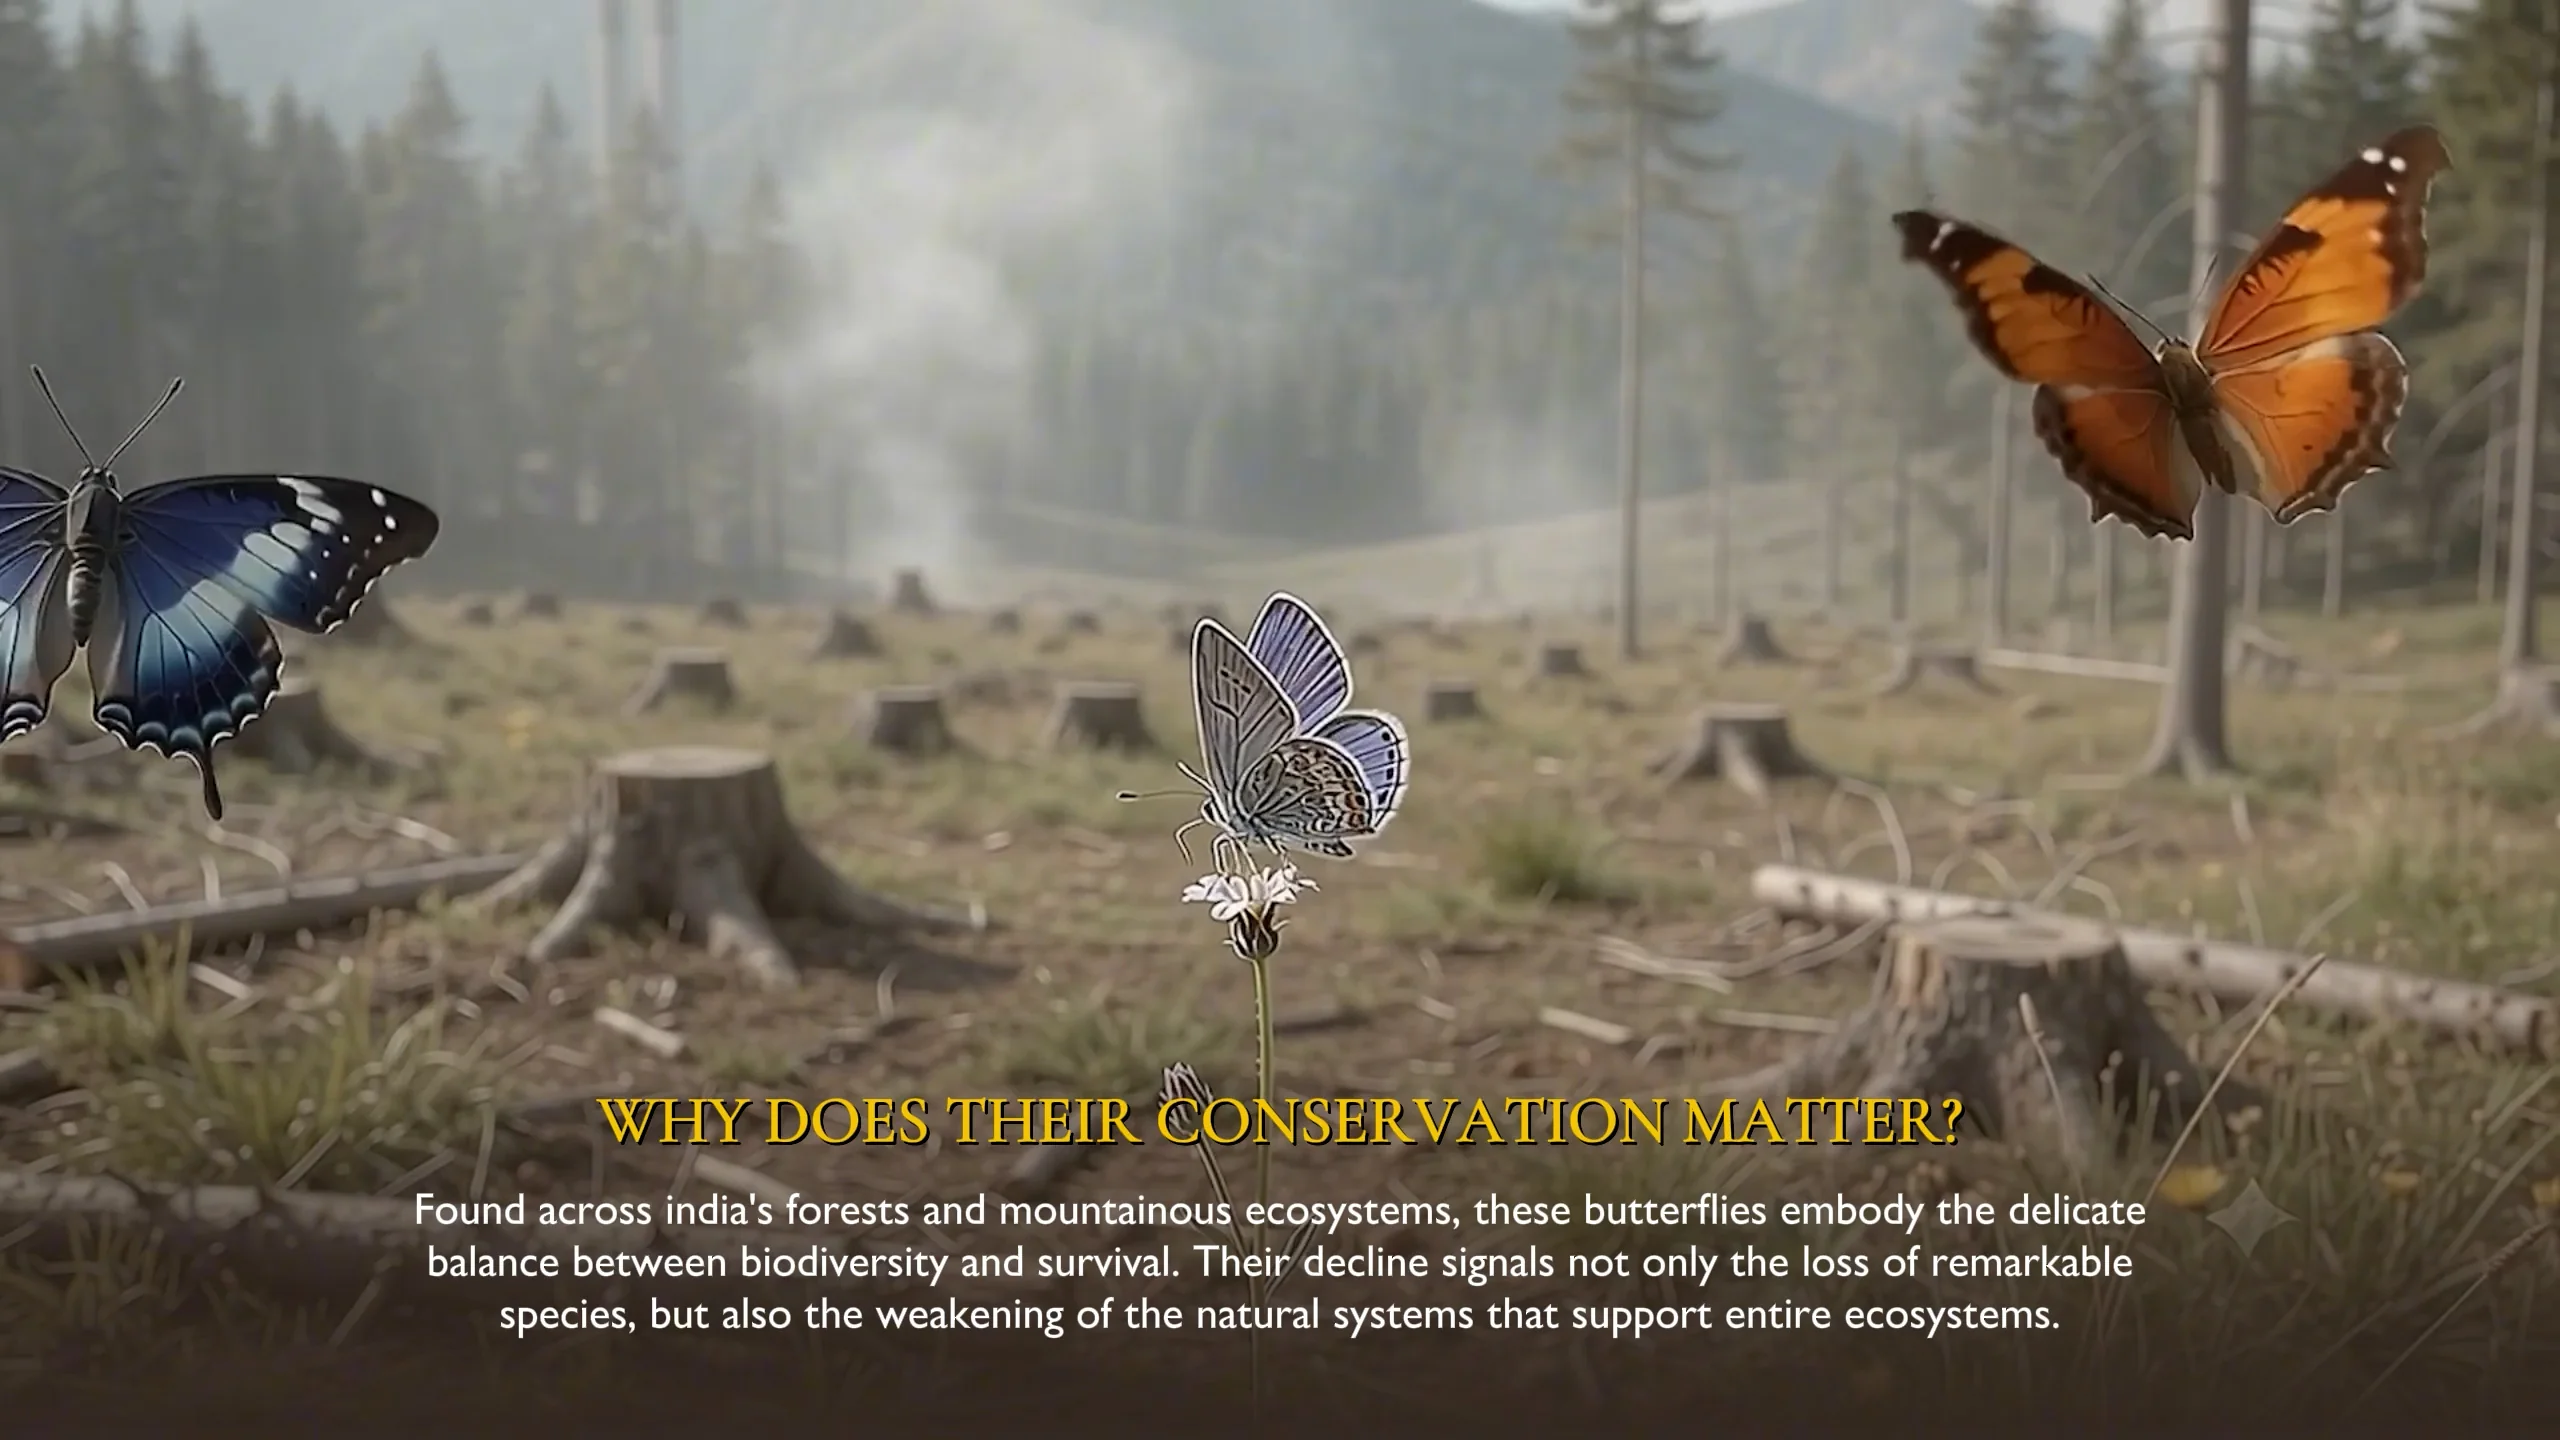 WHY DOES THEIR CONSERVATION MATTER?
Found across india's forests and mountainous ecosystems, these butterflies embody the delicate
balance between biodiversity and survival. Their decline signals not only the loss of remarkable
species, but also the weakening of the natural systems that support entire ecosystems.